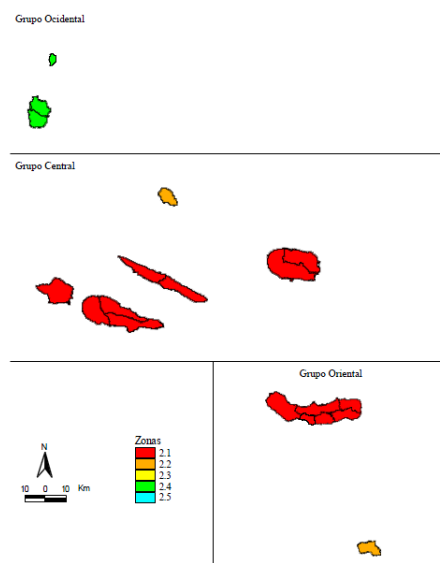 Grupo Ocidental
Grupo Central
Grupo Oriental
N
10 0 10 Km
Zonas
2.1
2.2
2.3
2.4
2.5